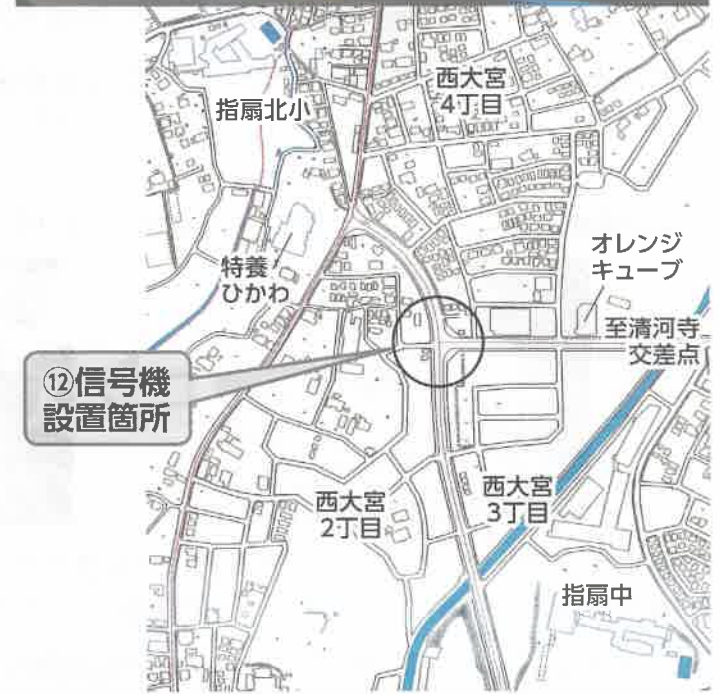 西大宮
4丁目
指扇北小
オレンジ
キューブ
特養
ひかわ
至清河寺
交差点
⑫信号機
設置箇所
西大宮
2丁目
西大宮
3丁目
指扇中